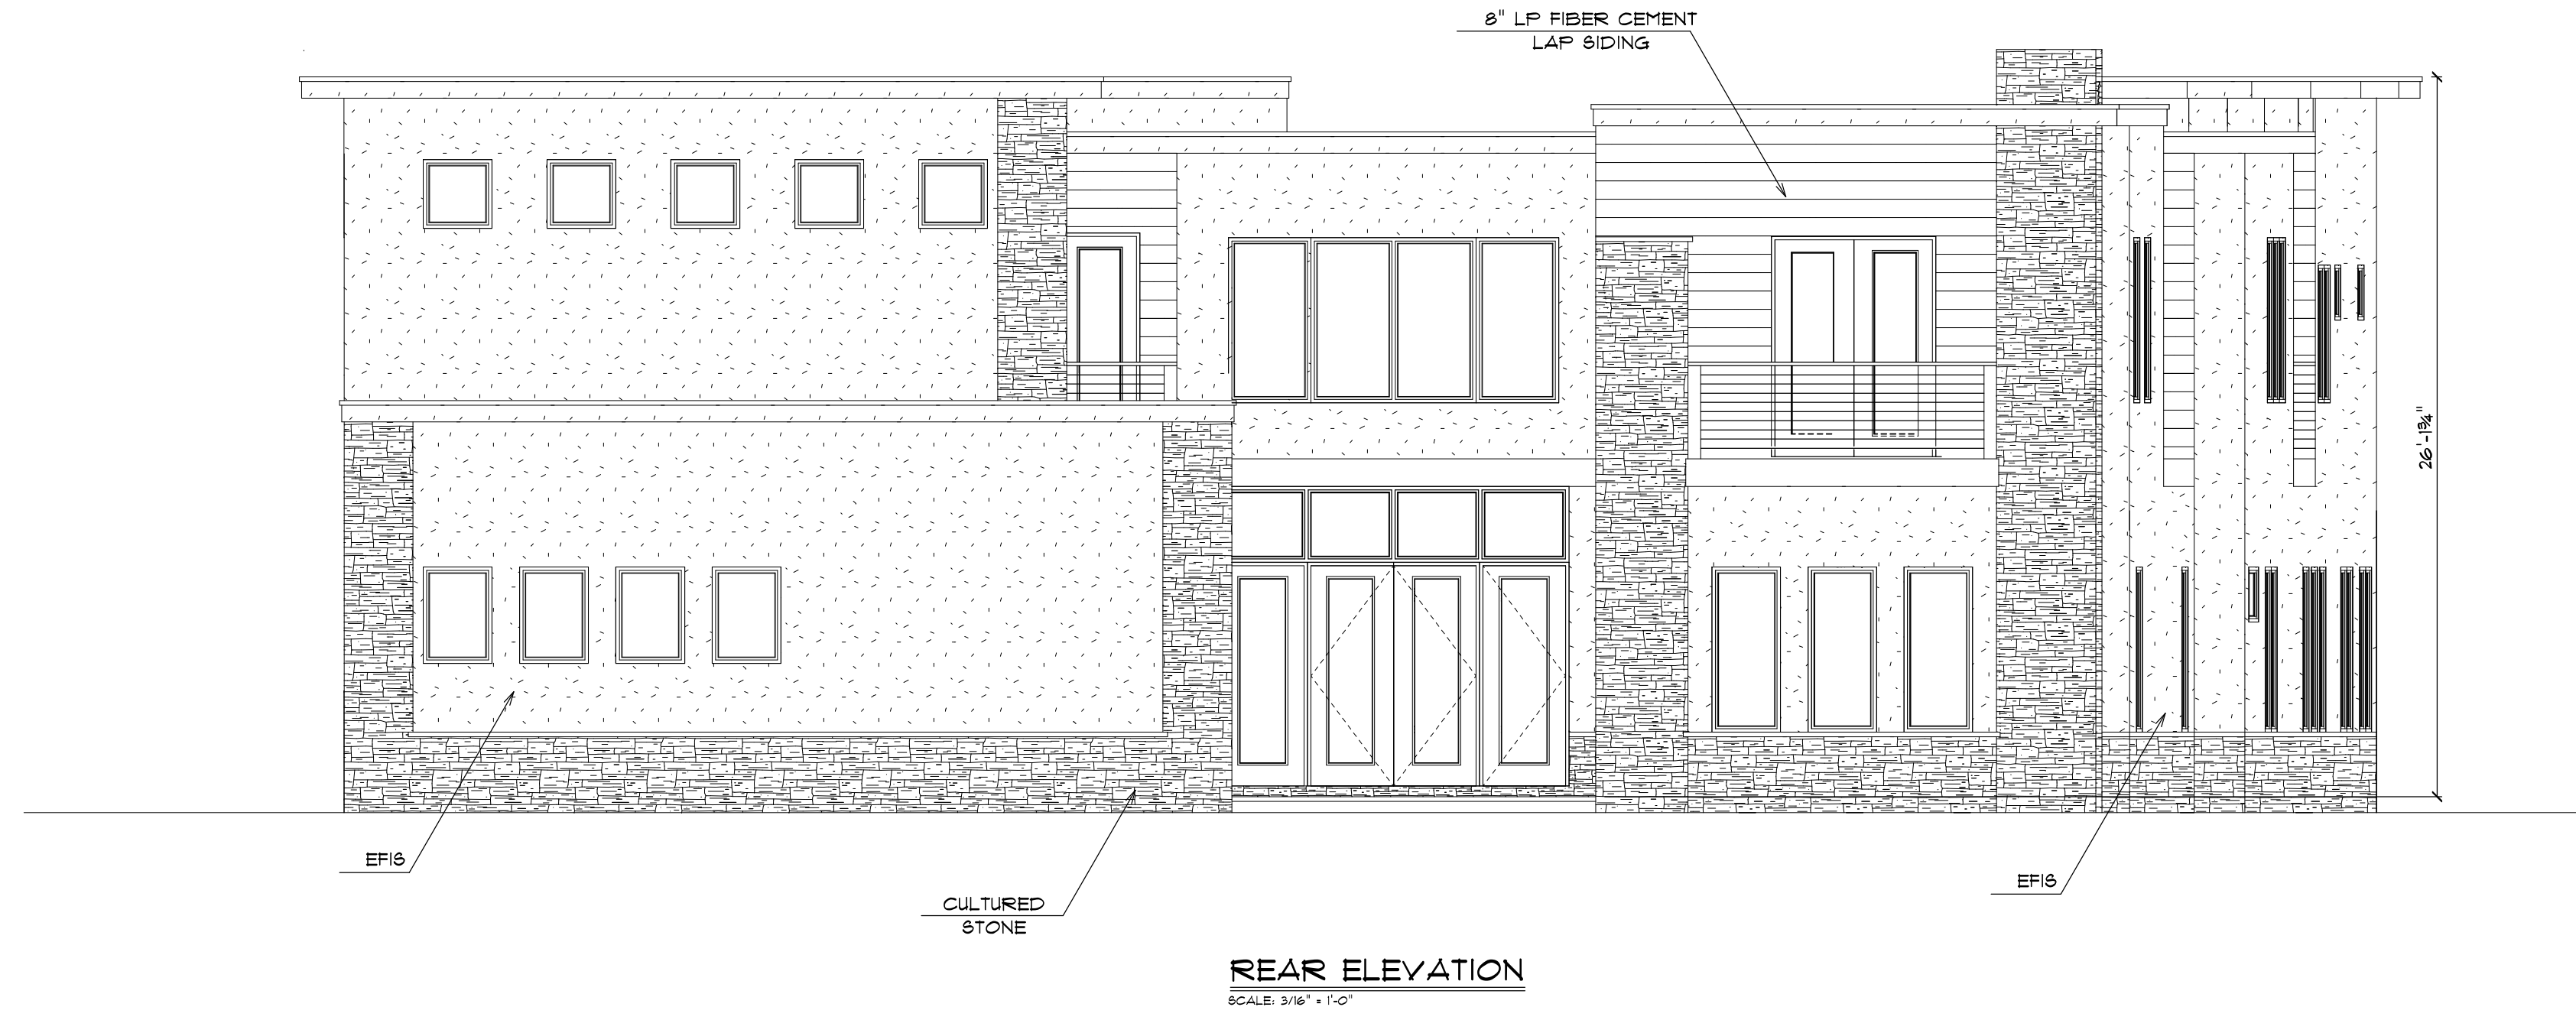 8" LP FIBER CEMENT
LAP SIDING
26'-1¾"
EFIS
EFIS
CULTURED
STONE
REAR ELEVATION
SCALE: 3/16" = 1'-0"